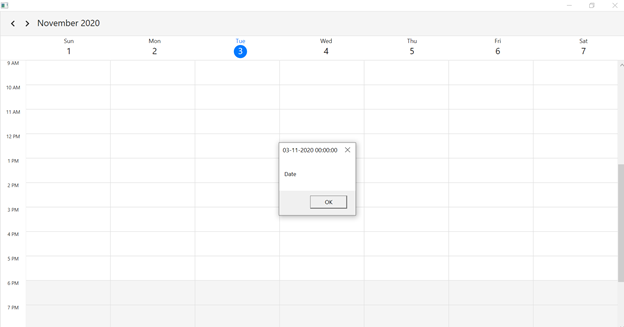 November 2020
Sun Mon Tue Wed Thu Fri Sat
1 2 3 4 5 6 7
9 AM
10 AM
11 AM
12 PM
1 PM
2 PM
3 PM
4 PM
5 PM
6 PM
7 PM
03-11-2020 00:00:00
Date
OK